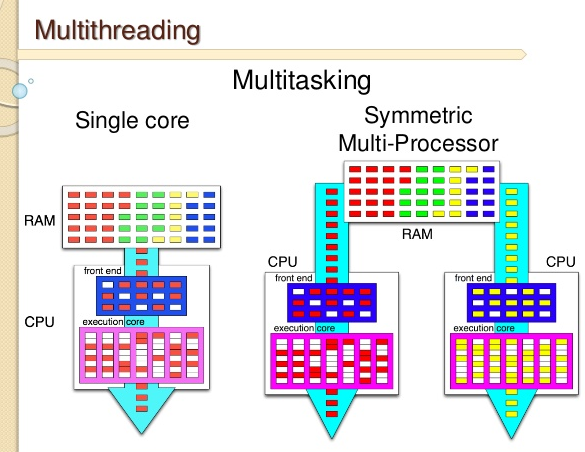 Multithreading
Multitasking
Single core
RAM
front end
CPU
execution core
Symmetric
Multi-Processor
RAM
CPU
front end
execution core
CPU
front end
execution core